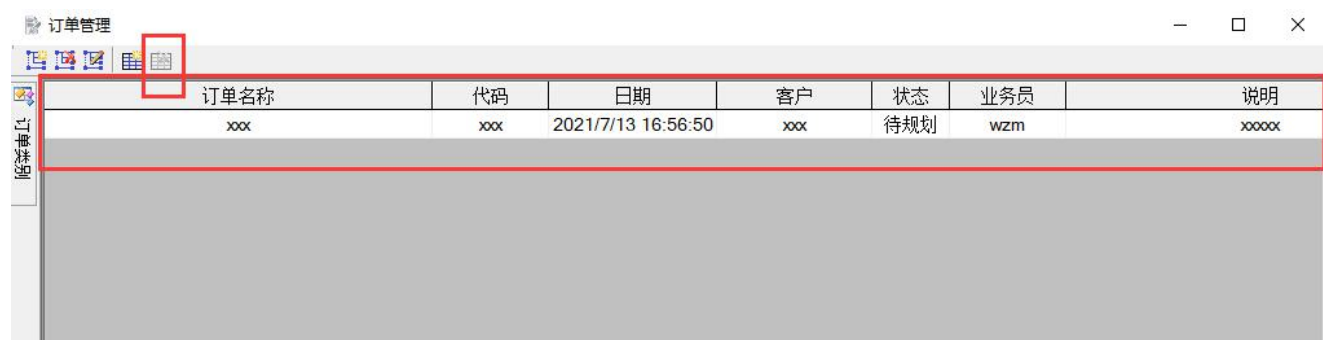 订单管理
订单名称 代码 日期 客户 状态 业务员 说明
xxx xxx 2021/7/13 16:56:50 xxx 待规划 wzm xxxxx
订单类别